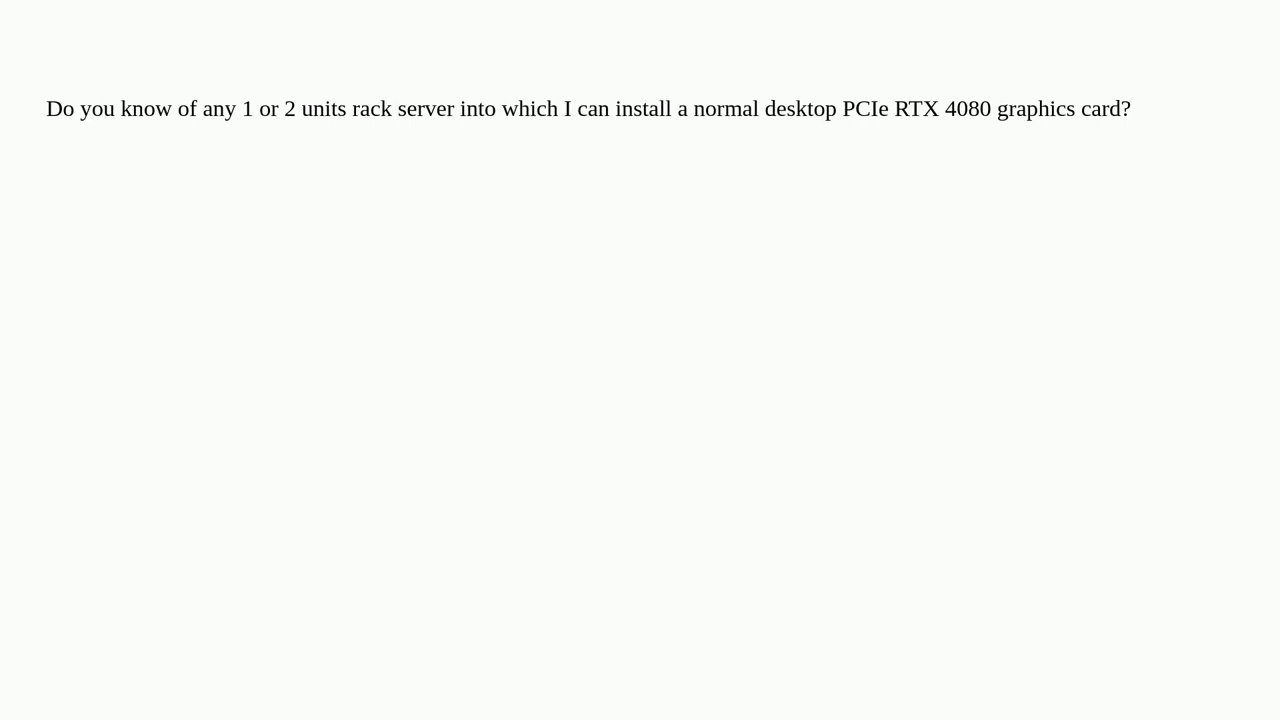 Do you know of any 1 or 2 units rack server into which I can install a normal desktop PCIe RTX 4080 graphics card?